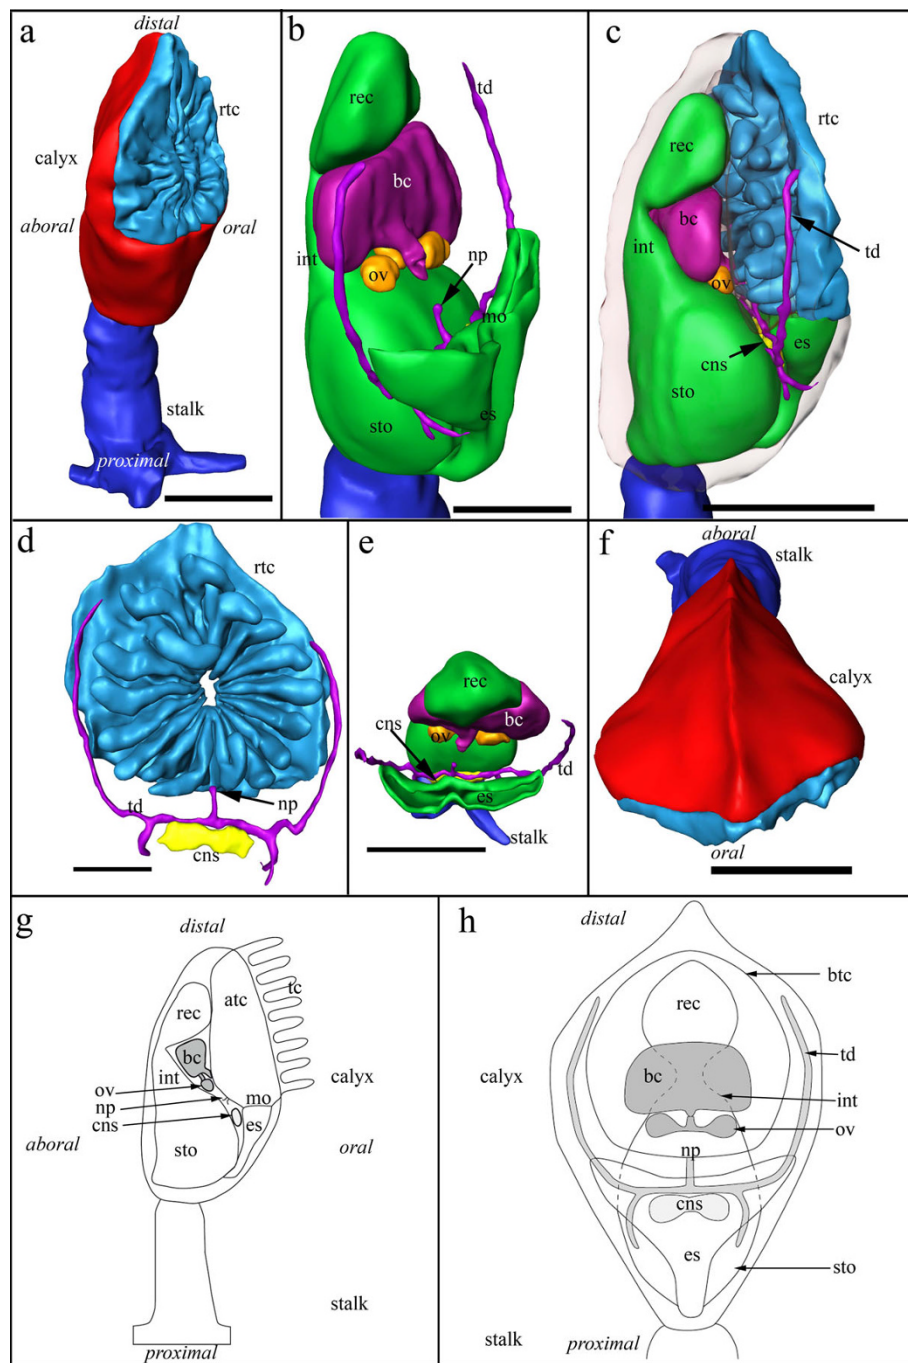 a
distal
rtc
calyx
aboral
oral
stalk
proximal
b
td
rec
bc
np
int
ov
mo
sto
es
c
rtc
rec
bc
td
int
ov
es
cns
sto
d
rtc
np
td
cns
e
rec
cns
bc
ov
td
es
stalk
f
aboral
stalk
calyx
oral
g
distal
tc
atc
rec
bc
calyx
int
ov
mo
np
cns
es
aboral
sto
oral
stalk
proximal
h
distal
btc
rec
td
calyx
bc
int
ov
np
cns
es
sto
stalk
proximal